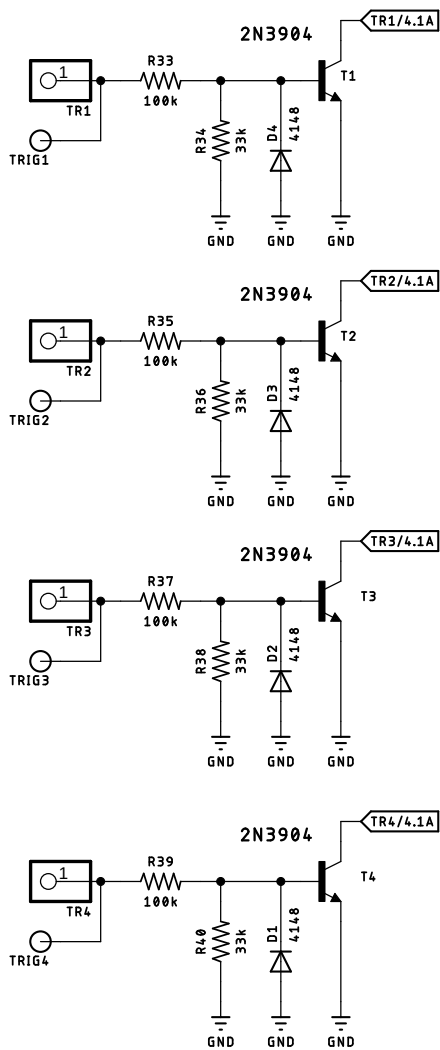 TR1/4.1A
2N3904
R33
1
T1
100k
TR1
TRIG1
R34
33k
D4
4148
GND
GND
GND
TR2/4.1A
2N3904
R35
1
T2
100k
TR2
TRIG2
R36
33k
D3
4148
GND
GND
GND
TR3/4.1A
2N3904
R37
1
T3
100k
TR3
TRIG3
R38
33k
D2
4148
GND
GND
GND
TR4/4.1A
2N3904
R39
1
T4
100k
TR4
TRIG4
R40
33k
D1
4148
GND
GND
GND